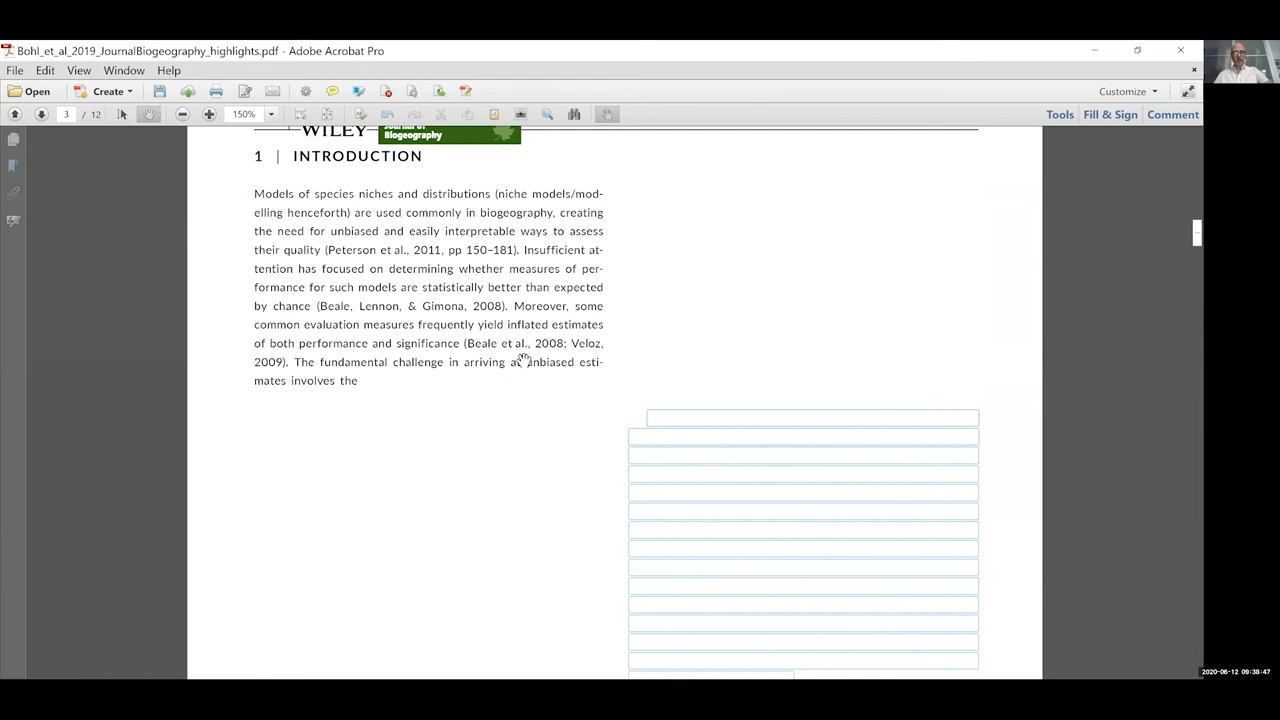 Bohl_et_al_2019_JournalBiogeography_highlights.pdf - Adobe Acrobat Pro
File Edit View Window Help
Open Create Customize
3 / 12 150% Tools Fill & Sign Comment
WILEY Journal of Biogeography
1 | INTRODUCTION
Models of species niches and distributions (niche models/mod-
elling henceforth) are used commonly in biogeography, creating
the need for unbiased and easily interpretable ways to assess
their quality (Peterson et al., 2011, pp 150–181). Insufficient at-
tention has focused on determining whether measures of per-
formance for such models are statistically better than expected
by chance (Beale, Lennon, & Gimona, 2008). Moreover, some
common evaluation measures frequently yield inflated estimates
of both performance and significance (Beale et al., 2008; Veloz,
2009). The fundamental challenge in arriving at unbiased esti-
mates involves the
2020-06-12 09:38:47